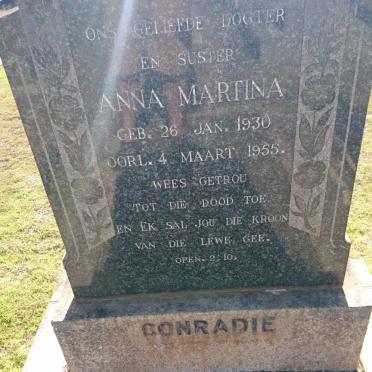 ONS GELIEFDE DOGTER
EN SUSTER
ANNA MARTINA
GEB. 26 JAN. 1930
OORL. 4 MAART 1955.
WEES GETROU
TOT DIE DOOD TOE
EN EK SAL JOU DIE KROON
VAN DIE LEWE GEE.
OPEN. 2:10.
CONRADIE